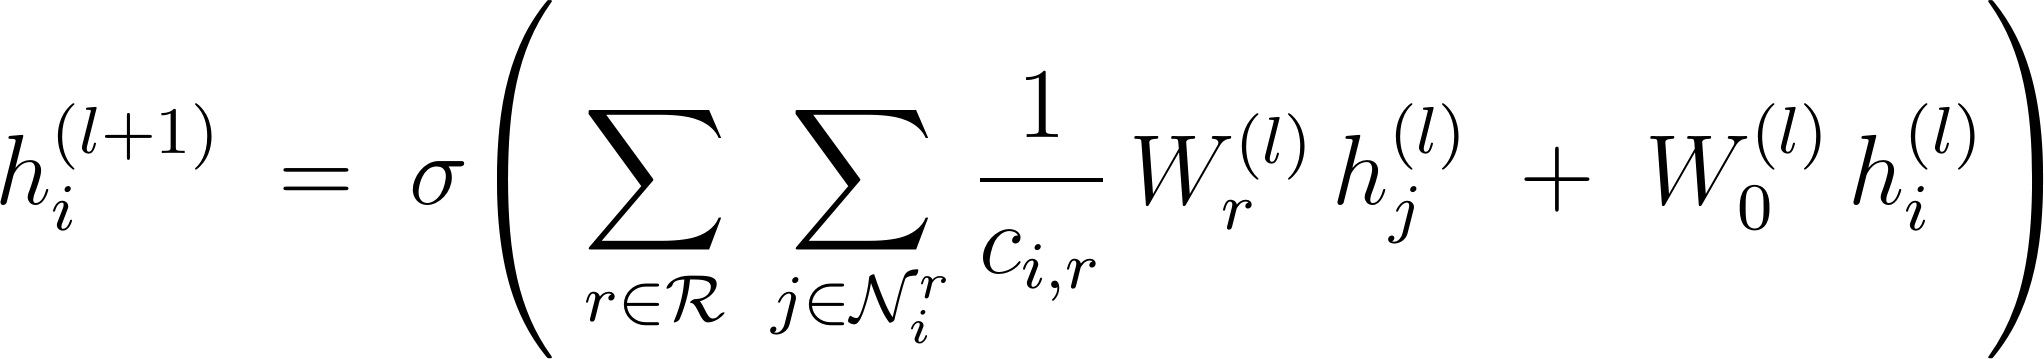 h_i^{(l+1)} = \sigma \left( \sum_{r \in \mathcal{R}} \sum_{j \in \mathcal{N}_i^r} \frac{1}{c_{i,r}} W_r^{(l)} h_j^{(l)} + W_0^{(l)} h_i^{(l)} \right)